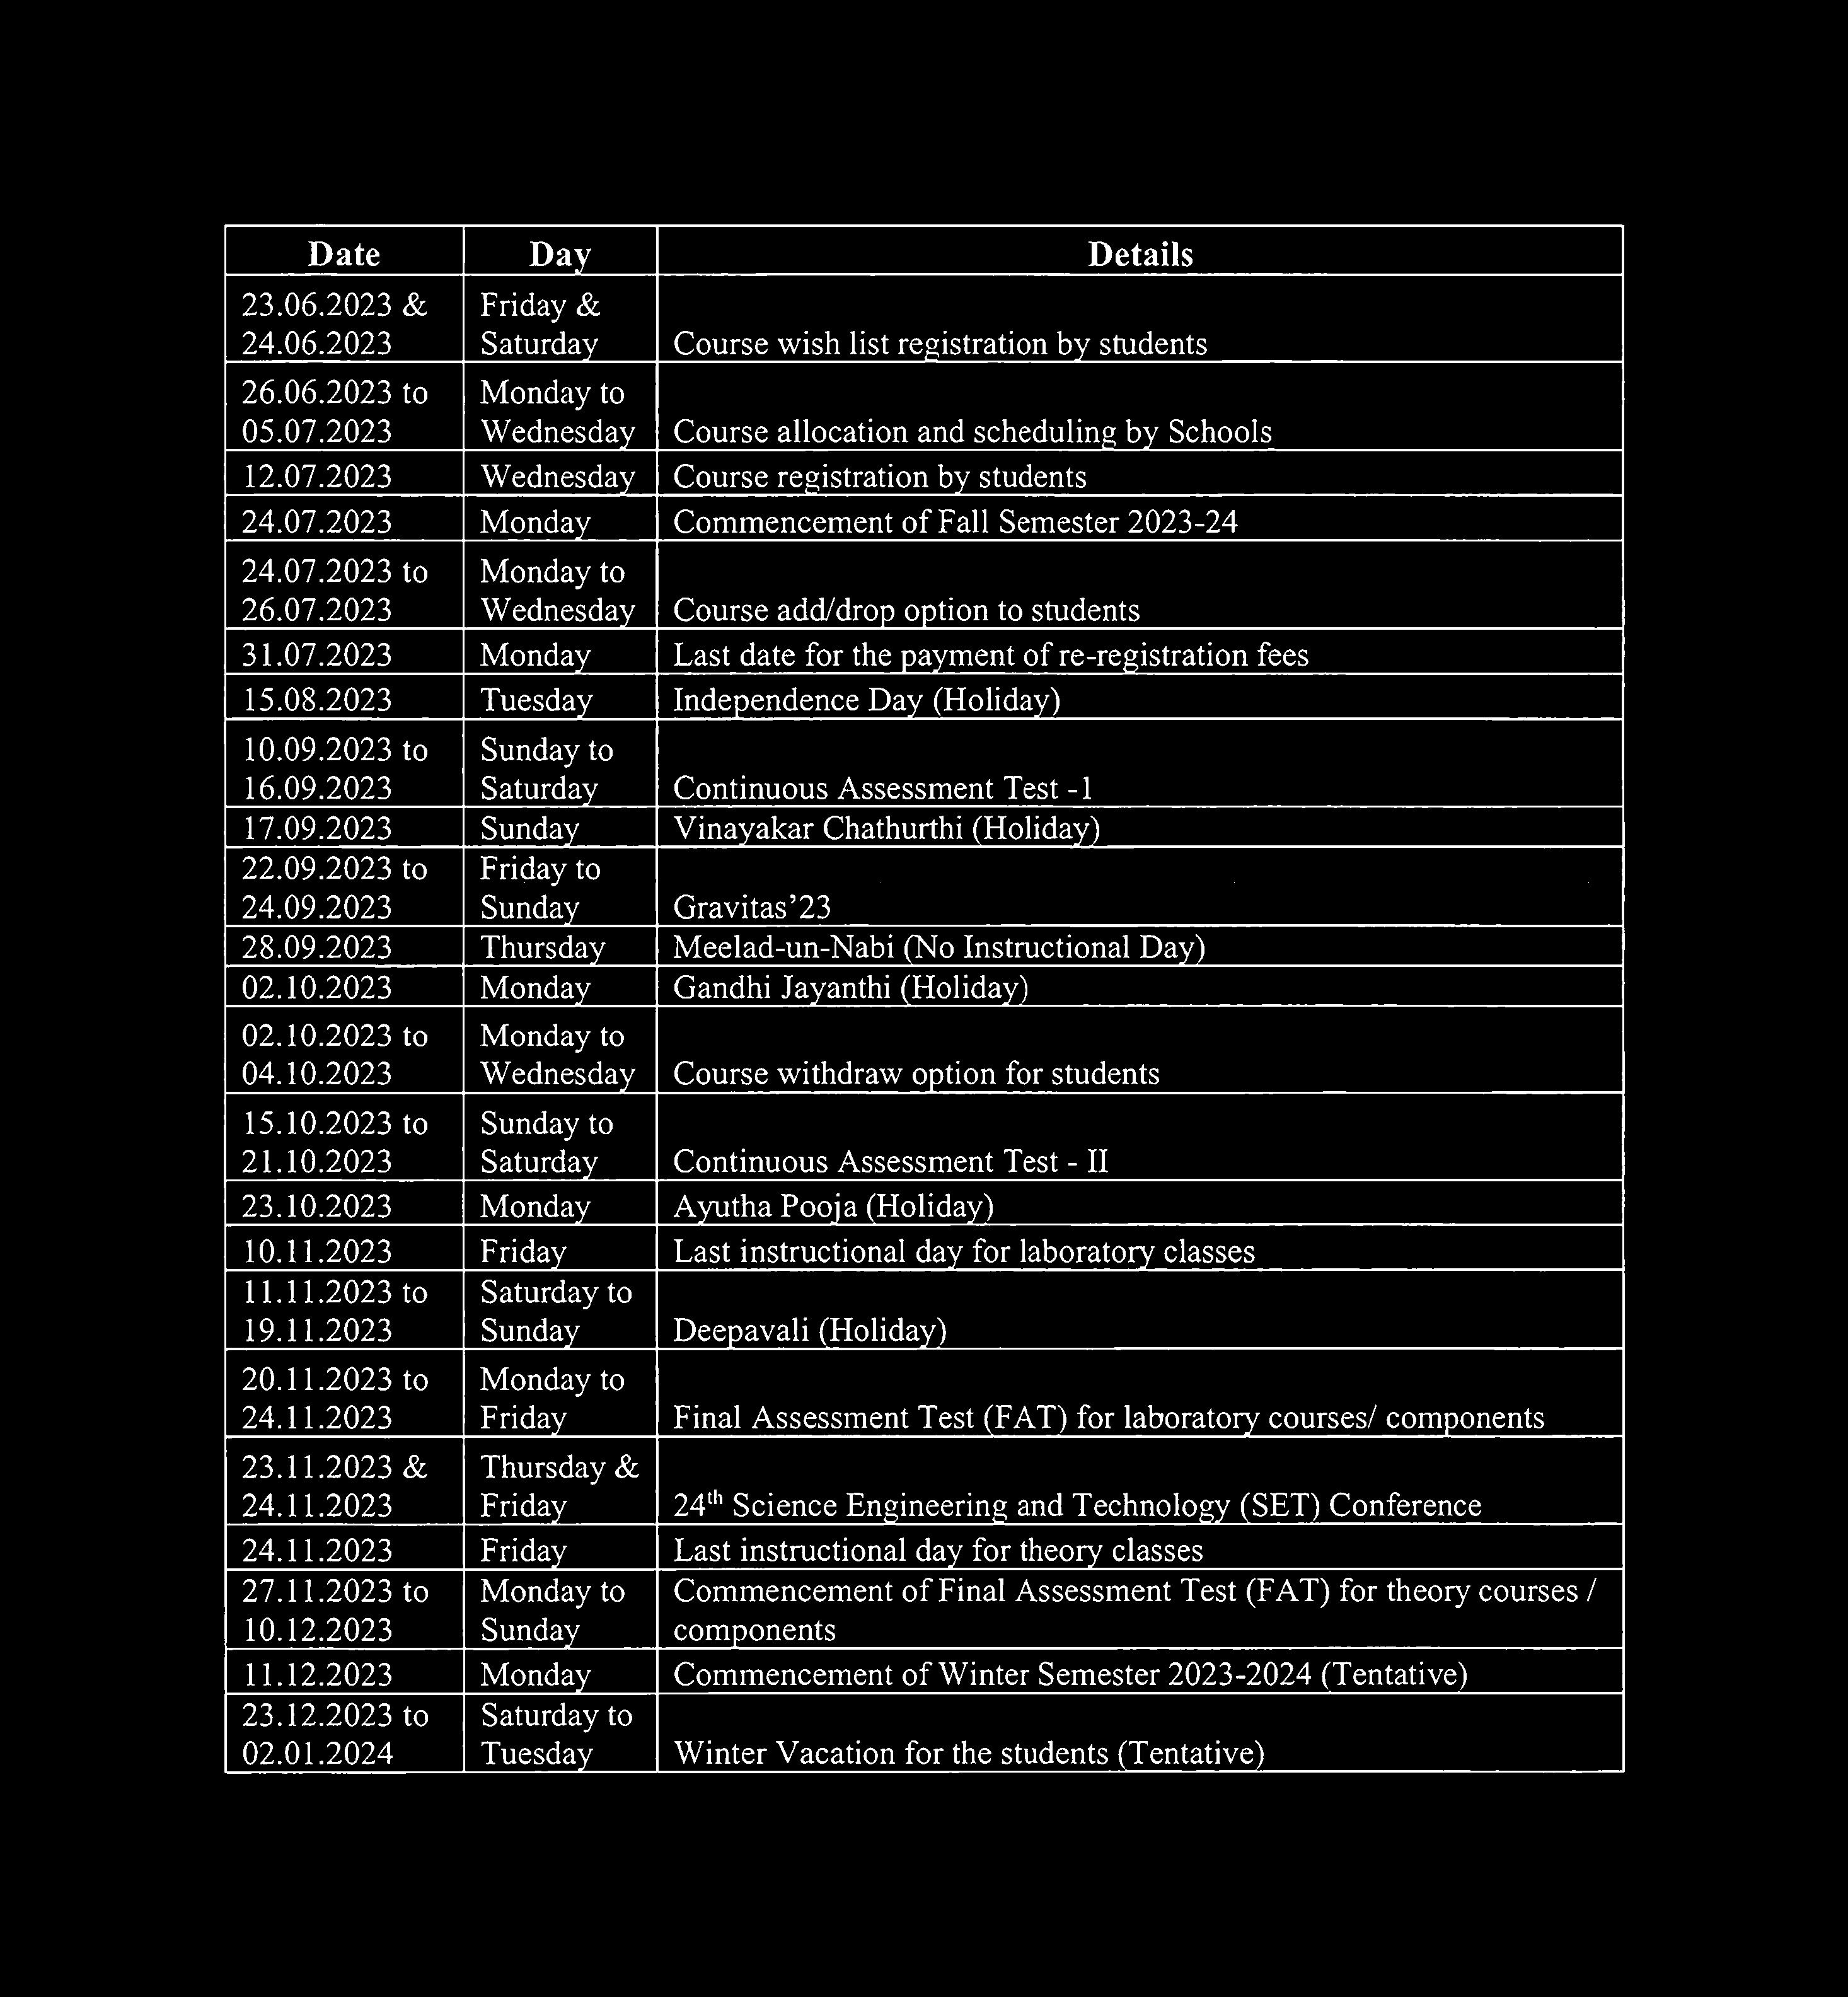 Date Day Details
23.06.2023 & Friday &
24.06.2023 Saturday Course wish list registration by students
26.06.2023 to Monday to
05.07.2023 Wednesday Course allocation and scheduling by Schools
12.07.2023 Wednesday Course registration by students
24.07.2023 Monday Commencement of Fall Semester 2023-24
24.07.2023 to Monday to
26.07.2023 Wednesday Course add/drop option to students
31.07.2023 Monday Last date for the payment of re-registration fees
15.08.2023 Tuesday Independence Day (Holiday)
10.09.2023 to Sunday to
16.09.2023 Saturday Continuous Assessment Test -1
17.09.2023 Sunday Vinayakar Chathurthi (Holiday)
22.09.2023 to Friday to
24.09.2023 Sunday Gravitas’23
28.09.2023 Thursday Meelad-un-Nabi (No Instructional Day)
02.10.2023 Monday Gandhi Jayanthi (Holiday)
02.10.2023 to Monday to
04.10.2023 Wednesday Course withdraw option for students
15.10.2023 to Sunday to
21.10.2023 Saturday Continuous Assessment Test - II
23.10.2023 Monday Ayutha Pooja (Holiday)
10.11.2023 Friday Last instructional day for laboratory classes
11.11.2023 to Saturday to
19.11.2023 Sunday Deepavali (Holiday)
20.11.2023 to Monday to
24.11.2023 Friday Final Assessment Test (FAT) for laboratory courses/ components
23.11.2023 & Thursday &
24.11.2023 Friday 24th Science Engineering and Technology (SET) Conference
24.11.2023 Friday Last instructional day for theory classes
27.11.2023 to Monday to Commencement of Final Assessment Test (FAT) for theory courses /
10.12.2023 Sunday components
11.12.2023 Monday Commencement of Winter Semester 2023-2024 (Tentative)
23.12.2023 to Saturday to
02.01.2024 Tuesday Winter Vacation for the students (Tentative)